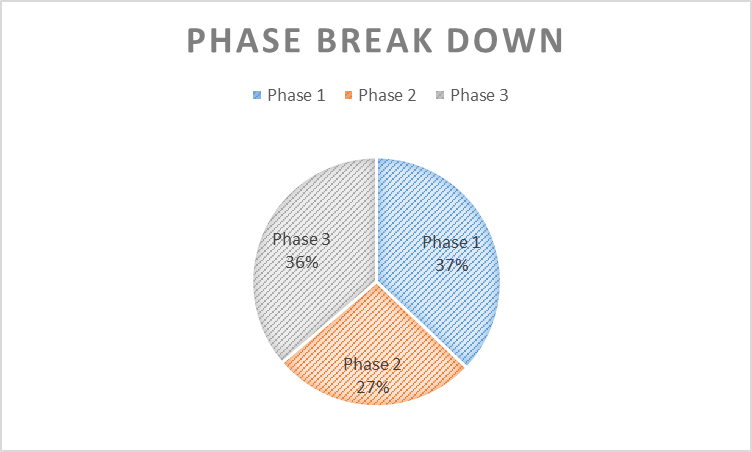 PHASE BREAK DOWN
Phase 1 Phase 2 Phase 3
Phase 3
36%
Phase 1
37%
Phase 2
27%